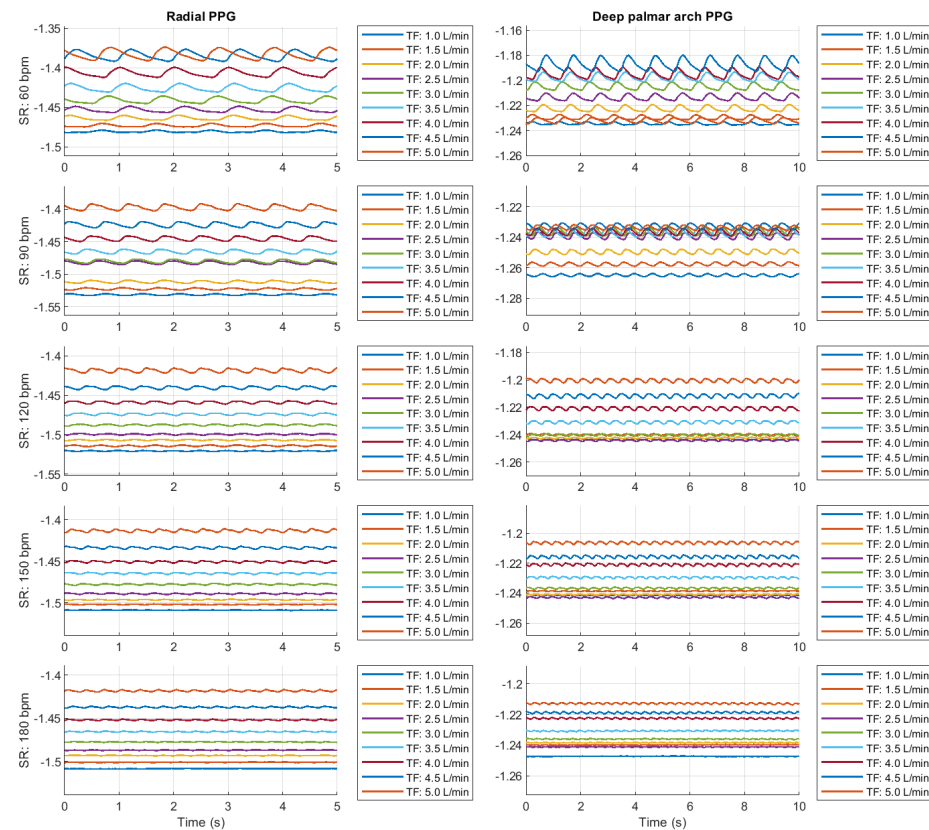 Radial PPG
Deep palmar arch PPG
SR: 60 bpm
-1.35
-1.4
-1.45
-1.5
0 1 2 3 4 5
TF: 1.0 L/min
TF: 1.5 L/min
TF: 2.0 L/min
TF: 2.5 L/min
TF: 3.0 L/min
TF: 3.5 L/min
TF: 4.0 L/min
TF: 4.5 L/min
TF: 5.0 L/min
-1.16
-1.18
-1.2
-1.22
-1.24
-1.26
0 2 4 6 8 10
TF: 1.0 L/min
TF: 1.5 L/min
TF: 2.0 L/min
TF: 2.5 L/min
TF: 3.0 L/min
TF: 3.5 L/min
TF: 4.0 L/min
TF: 4.5 L/min
TF: 5.0 L/min
SR: 90 bpm
-1.4
-1.45
-1.5
-1.55
0 1 2 3 4 5
TF: 1.0 L/min
TF: 1.5 L/min
TF: 2.0 L/min
TF: 2.5 L/min
TF: 3.0 L/min
TF: 3.5 L/min
TF: 4.0 L/min
TF: 4.5 L/min
TF: 5.0 L/min
-1.22
-1.24
-1.26
-1.28
0 2 4 6 8 10
TF: 1.0 L/min
TF: 1.5 L/min
TF: 2.0 L/min
TF: 2.5 L/min
TF: 3.0 L/min
TF: 3.5 L/min
TF: 4.0 L/min
TF: 4.5 L/min
TF: 5.0 L/min
SR: 120 bpm
-1.4
-1.45
-1.5
-1.55
0 1 2 3 4 5
TF: 1.0 L/min
TF: 1.5 L/min
TF: 2.0 L/min
TF: 2.5 L/min
TF: 3.0 L/min
TF: 3.5 L/min
TF: 4.0 L/min
TF: 4.5 L/min
TF: 5.0 L/min
-1.18
-1.2
-1.22
-1.24
-1.26
0 2 4 6 8 10
TF: 1.0 L/min
TF: 1.5 L/min
TF: 2.0 L/min
TF: 2.5 L/min
TF: 3.0 L/min
TF: 3.5 L/min
TF: 4.0 L/min
TF: 4.5 L/min
TF: 5.0 L/min
SR: 150 bpm
-1.4
-1.45
-1.5
0 1 2 3 4 5
TF: 1.0 L/min
TF: 1.5 L/min
TF: 2.0 L/min
TF: 2.5 L/min
TF: 3.0 L/min
TF: 3.5 L/min
TF: 4.0 L/min
TF: 4.5 L/min
TF: 5.0 L/min
-1.2
-1.22
-1.24
-1.26
0 2 4 6 8 10
TF: 1.0 L/min
TF: 1.5 L/min
TF: 2.0 L/min
TF: 2.5 L/min
TF: 3.0 L/min
TF: 3.5 L/min
TF: 4.0 L/min
TF: 4.5 L/min
TF: 5.0 L/min
SR: 180 bpm
-1.4
-1.45
-1.5
0 1 2 3 4 5
Time (s)
TF: 1.0 L/min
TF: 1.5 L/min
TF: 2.0 L/min
TF: 2.5 L/min
TF: 3.0 L/min
TF: 3.5 L/min
TF: 4.0 L/min
TF: 4.5 L/min
TF: 5.0 L/min
-1.2
-1.22
-1.24
-1.26
0 2 4 6 8 10
Time (s)
TF: 1.0 L/min
TF: 1.5 L/min
TF: 2.0 L/min
TF: 2.5 L/min
TF: 3.0 L/min
TF: 3.5 L/min
TF: 4.0 L/min
TF: 4.5 L/min
TF: 5.0 L/min